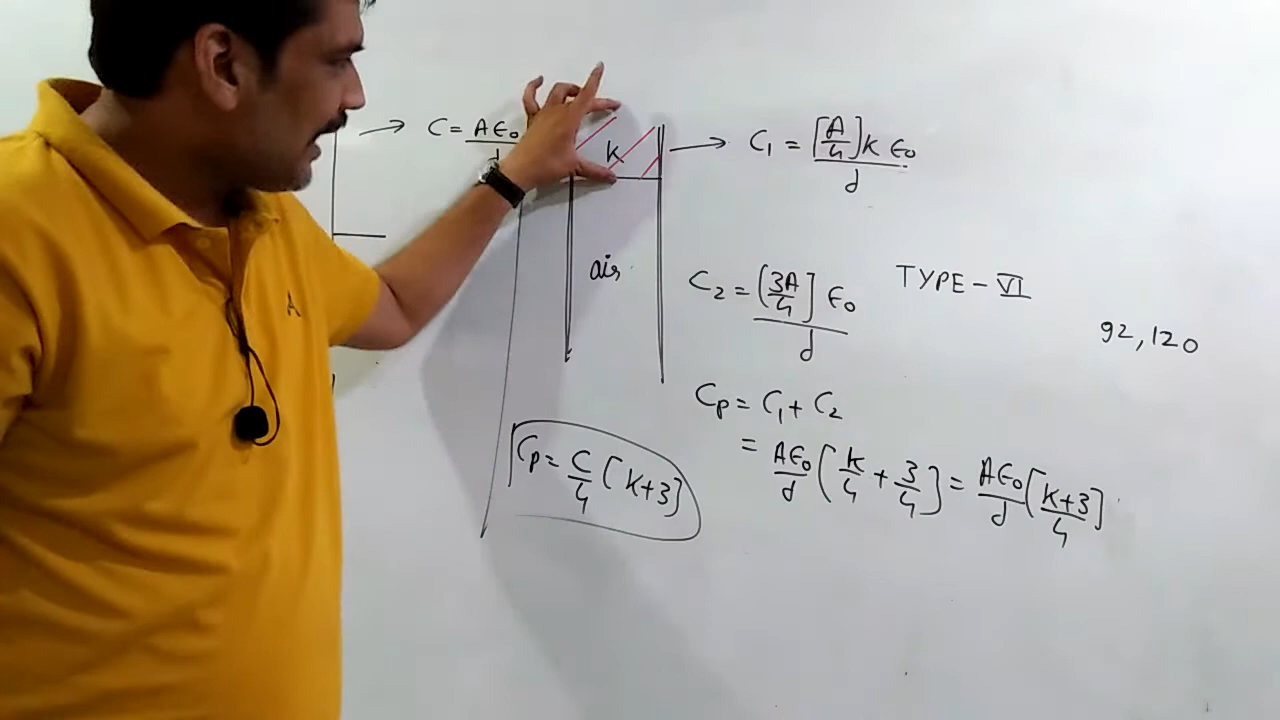 C = Aϵ₀/d
K
C₁ = [A/4]K ϵ₀/d
air
C₂ = (3A/4] ϵ₀/d
TYPE - VI
92, 120
Cp = C₁ + C₂
= Aϵ₀/d (K/4 + 3/4] = Aϵ₀/d (K+3/4]
Cp = C/4 (K+3]
A